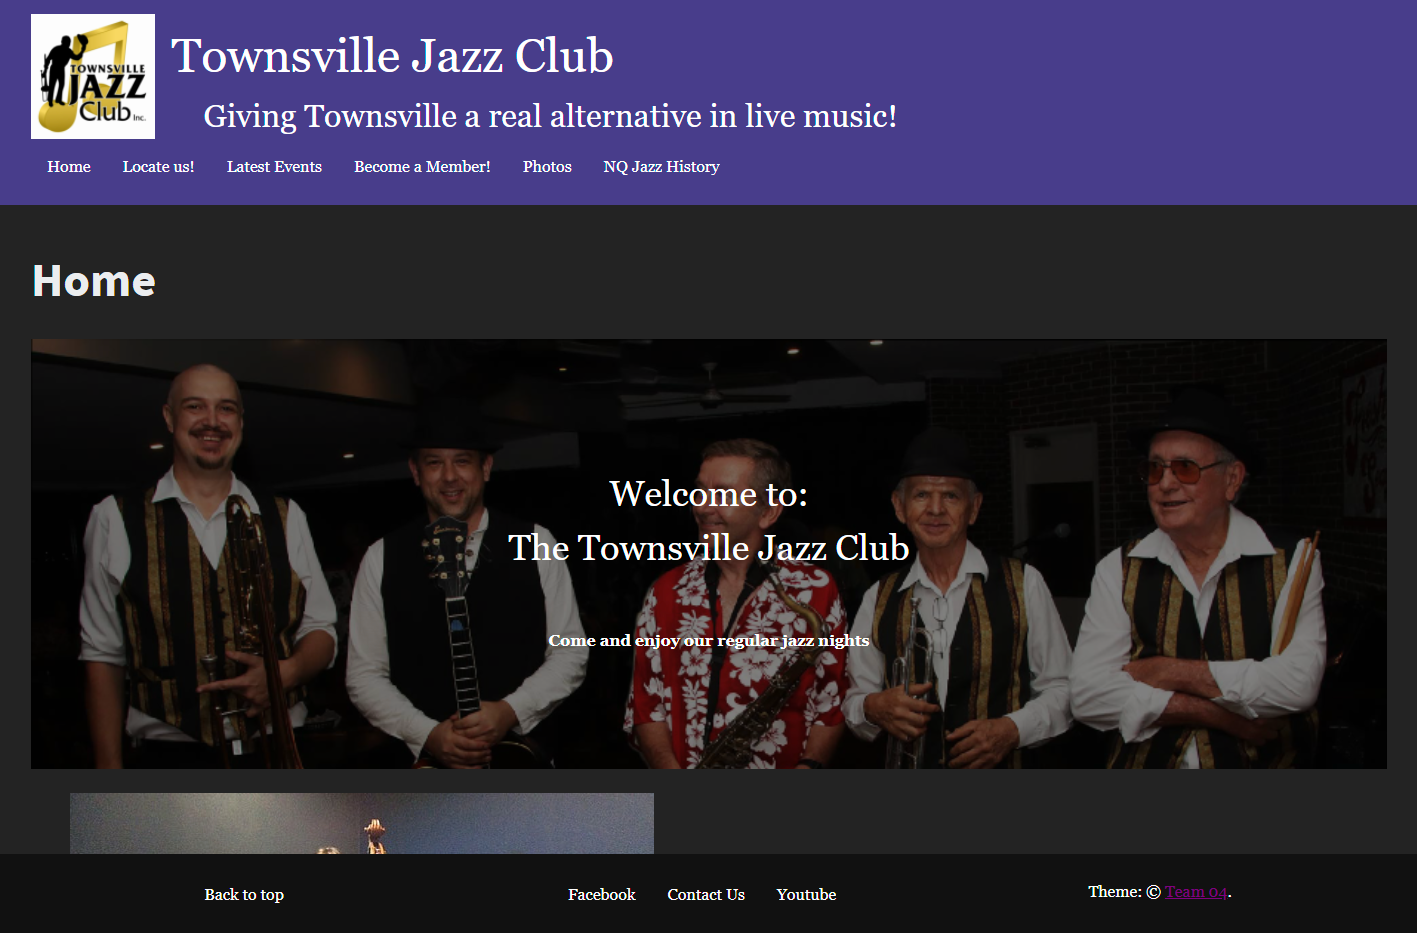 TOWNSVILLE
JAZZ
Club Inc.
Townsville Jazz Club
Giving Townsville a real alternative in live music!
Home Locate us! Latest Events Become a Member! Photos NQ Jazz History
Home
Welcome to:
The Townsville Jazz Club
Come and enjoy our regular jazz nights
Back to top Facebook Contact Us Youtube Theme: © Team 04.